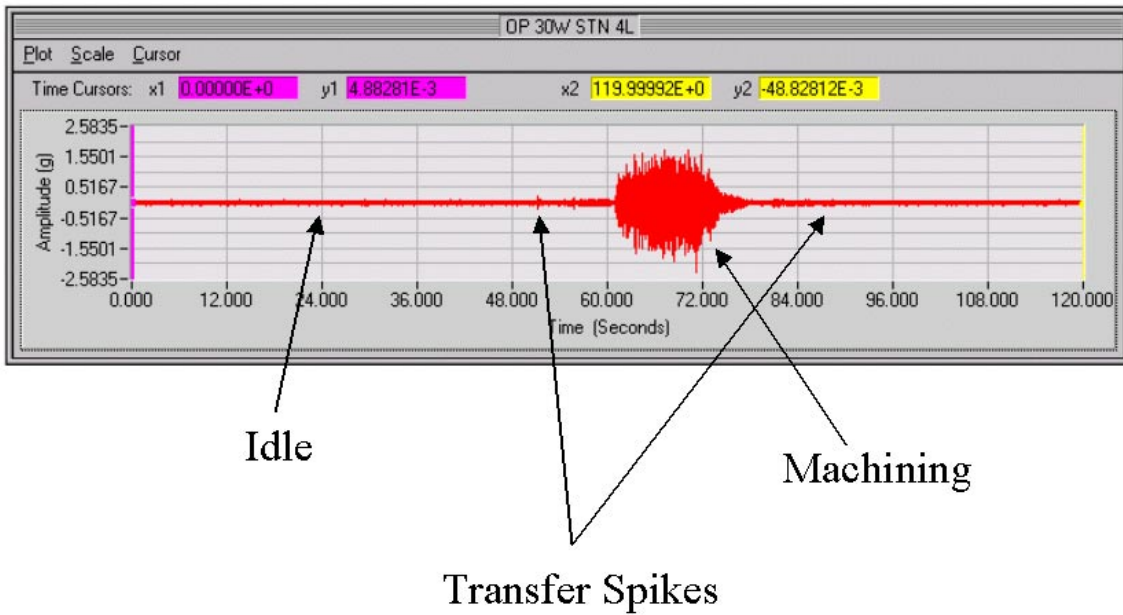 OP 30W STN 4L
Plot Scale Cursor
Time Cursors: x1 0.00000E+0 y1 4.88281E-3 x2 119.99992E+0 y2 -48.82812E-3
Amplitude (g)
2.5835
1.5501
0.5167
-0.5167
-1.5501
-2.5835
0.000 12.000 24.000 36.000 48.000 60.000 72.000 84.000 96.000 108.000 120.000
Time (Seconds)
Idle
Machining
Transfer Spikes